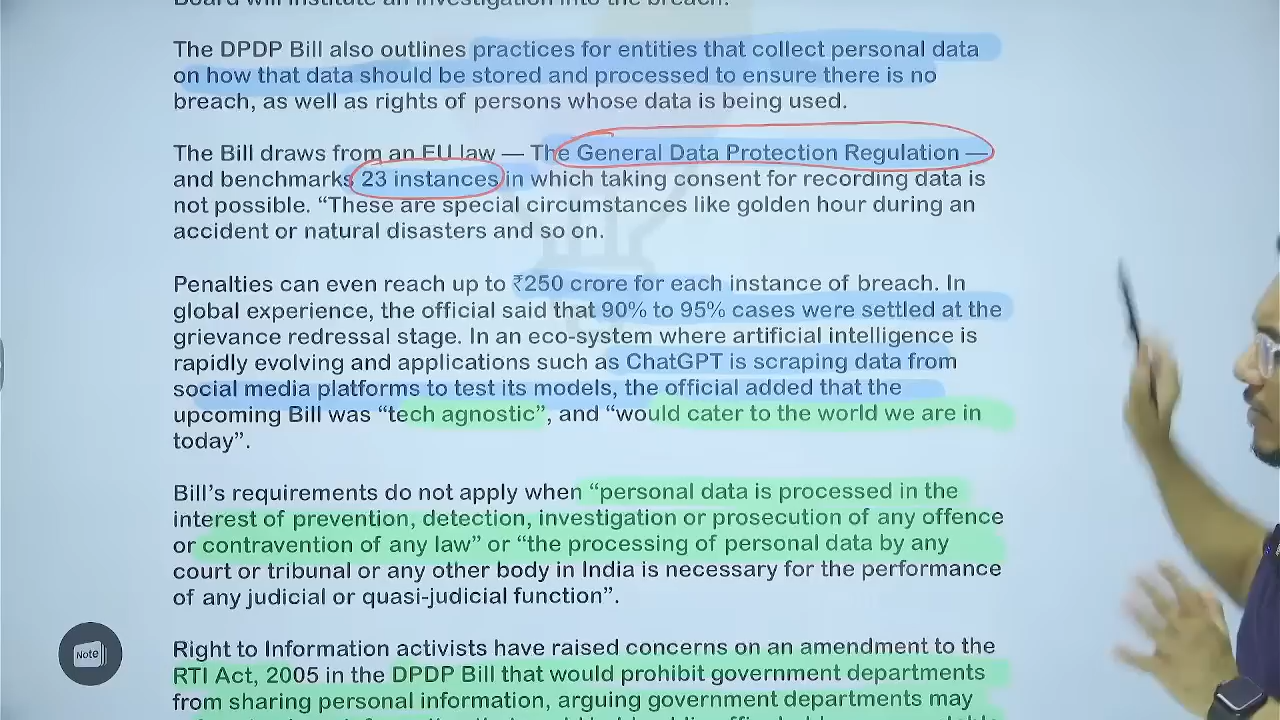 Board will institute an investigation into the breach.
The DPDP Bill also outlines practices for entities that collect personal data
on how that data should be stored and processed to ensure there is no
breach, as well as rights of persons whose data is being used.
The Bill draws from an EU law — The General Data Protection Regulation —
and benchmarks 23 instances in which taking consent for recording data is
not possible. “These are special circumstances like golden hour during an
accident or natural disasters and so on.
Penalties can even reach up to ₹250 crore for each instance of breach. In
global experience, the official said that 90% to 95% cases were settled at the
grievance redressal stage. In an eco-system where artificial intelligence is
rapidly evolving and applications such as ChatGPT is scraping data from
social media platforms to test its models, the official added that the
upcoming Bill was “tech agnostic”, and “would cater to the world we are in
today”.
Bill’s requirements do not apply when “personal data is processed in the
interest of prevention, detection, investigation or prosecution of any offence
or contravention of any law” or “the processing of personal data by any
court or tribunal or any other body in India is necessary for the performance
of any judicial or quasi-judicial function”.
Note
Right to Information activists have raised concerns on an amendment to the
RTI Act, 2005 in the DPDP Bill that would prohibit government departments
from sharing personal information, arguing government departments may